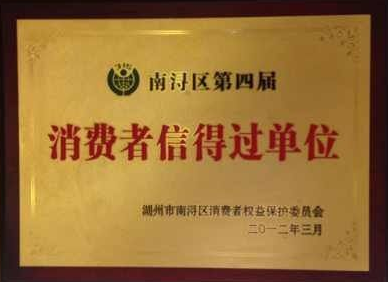 南浔区第四届
消费者信得过单位
湖州市南浔区消费者权益保护委员会
二〇一二年三月